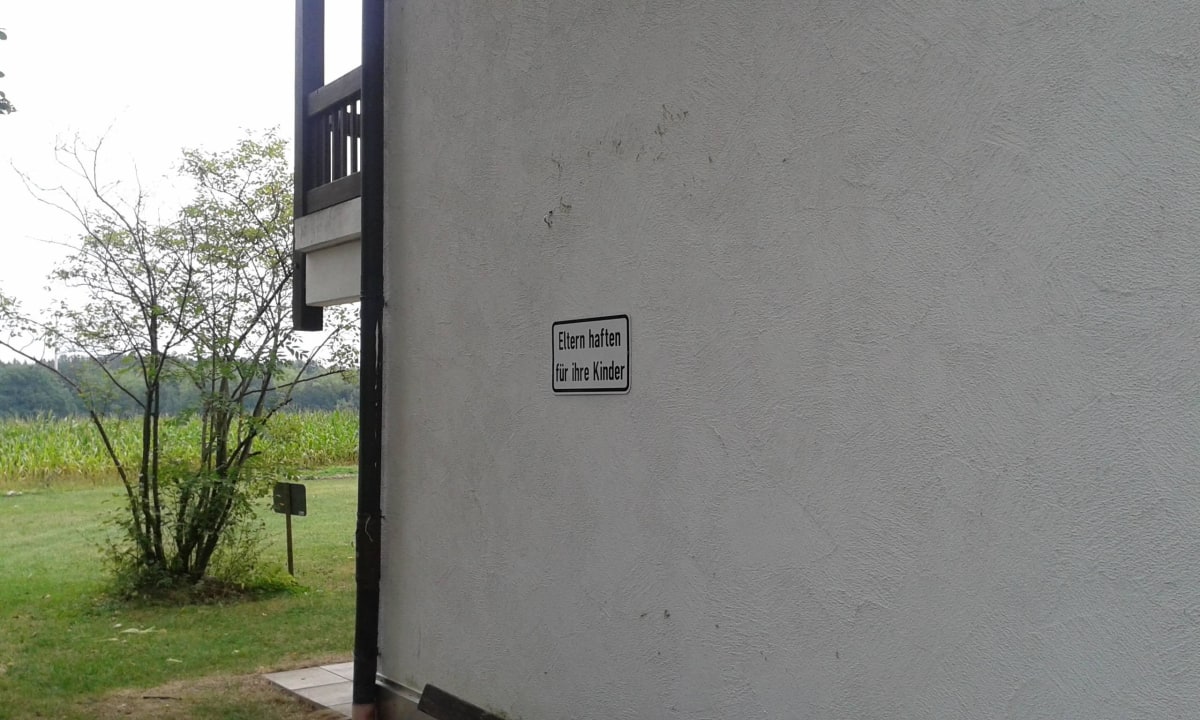 Eltern haften
für ihre Kinder